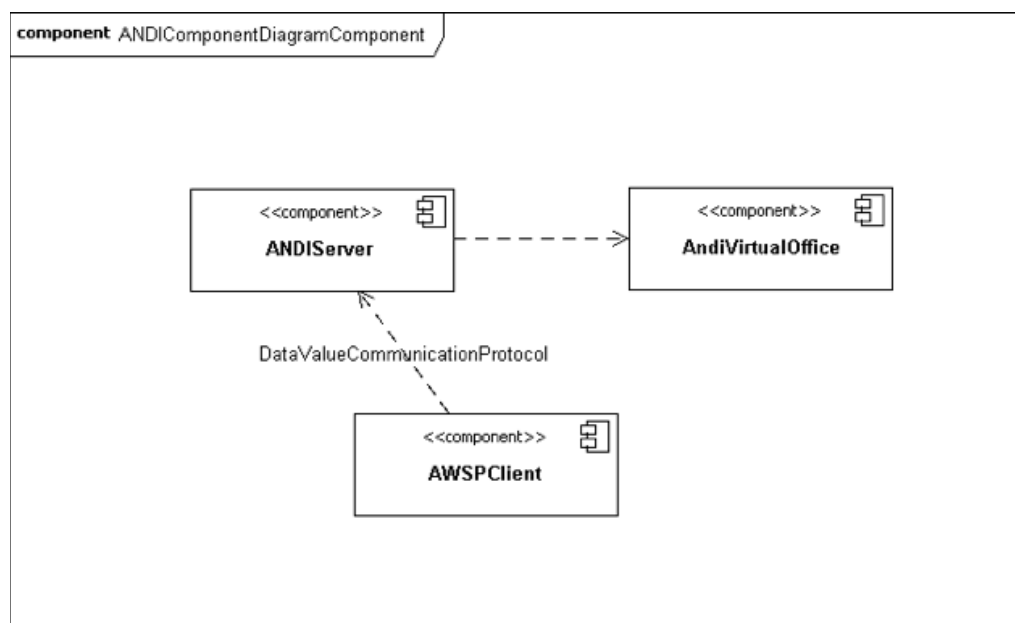 component ANDIComponentDiagramComponent
<<component>>
ANDIServer
<<component>>
AndiVirtualOffice
DataValueCommunicationProtocol
<<component>>
AWSPClient